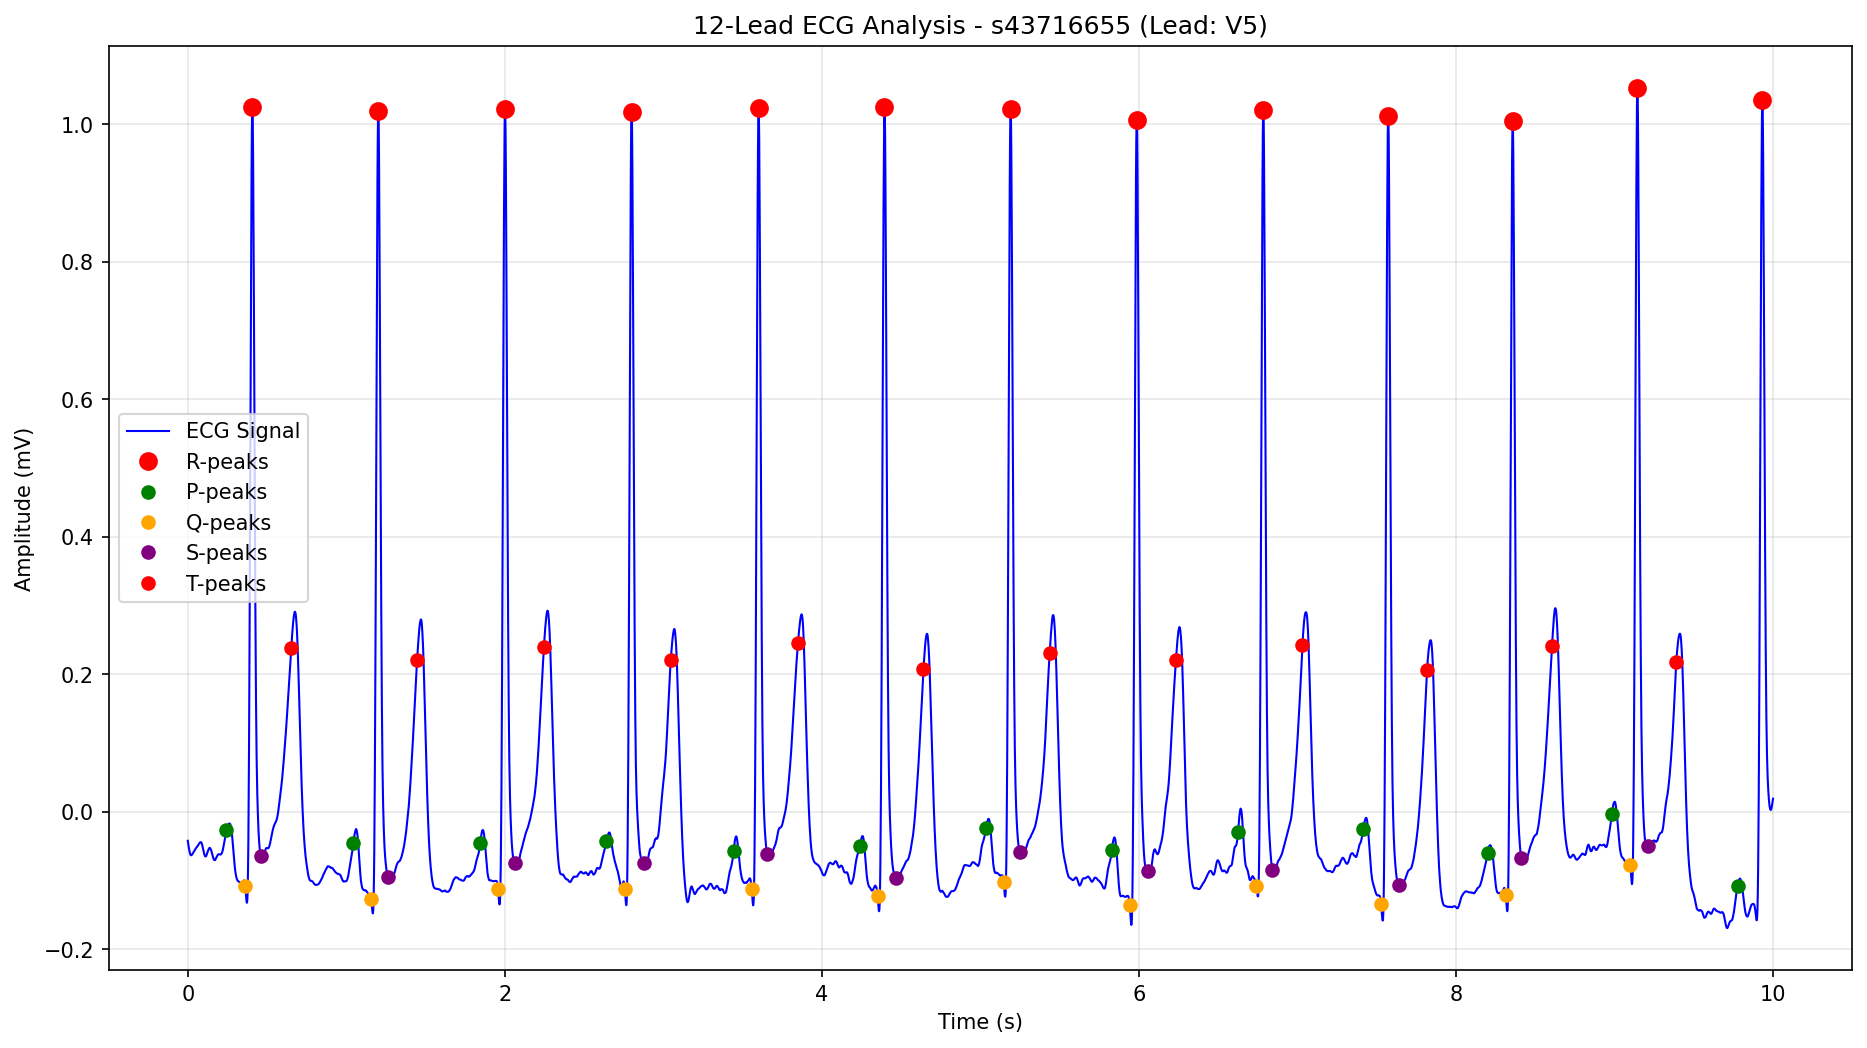 12-Lead ECG Analysis - s43716655 (Lead: V5)
Amplitude (mV)
1.0
0.8
0.6
0.4
0.2
0.0
−0.2
ECG Signal
R-peaks
P-peaks
Q-peaks
S-peaks
T-peaks
0 2 4 6 8 10
Time (s)